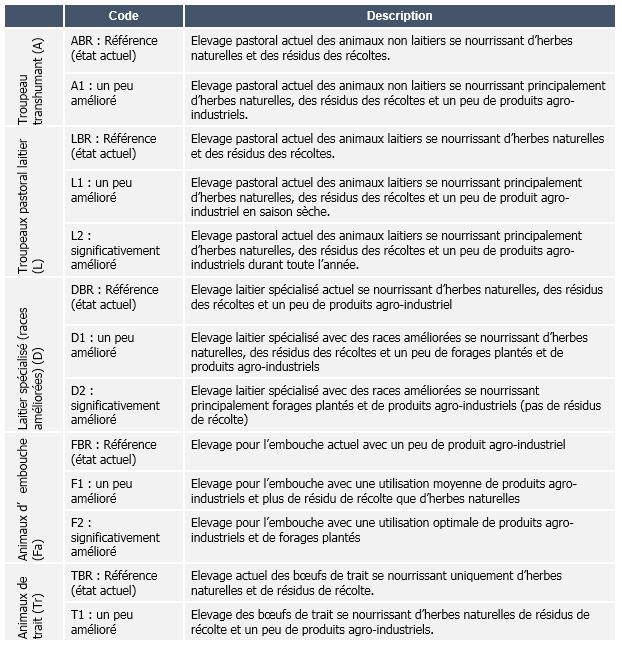 Code Description
Troupeau
transhumant (A)
ABR : Référence
(état actuel)
Elevage pastoral actuel des animaux non laitiers se nourrissant d'herbes
naturelles et des résidus des récoltes.
A1 : un peu
amélioré
Elevage pastoral actuel des animaux non laitiers se nourrissant principalement
d'herbes naturelles, des résidus des récoltes et un peu de produits agro-
industriels.
Troupeaux pastoral laitier
(L)
LBR : Référence
(état actuel)
Elevage pastoral actuel des animaux laitiers se nourrissant d'herbes naturelles
et des résidus des récoltes.
L1 : un peu
amélioré
Elevage pastoral actuel des animaux laitiers se nourrissant principalement
d'herbes naturelles, des résidus des récoltes et un peu de produit agro-
industriel en saison sèche.
L2 :
significativement
amélioré
Elevage pastoral actuel des animaux laitiers se nourrissant principalement
d'herbes naturelles, des résidus des récoltes et un peu de produits agro-
industriels durant toute l'année.
Laitier spécialisé (races
améliorées) (D)
DBR : Référence
(état actuel)
Elevage laitier spécialisé actuel se nourrissant d'herbes naturelles, des résidus
des récoltes et un peu de produits agro-industriel
D1 : un peu
amélioré
Elevage laitier spécialisé avec des races améliorées se nourrissant d'herbes
naturelles, des résidus des récoltes et un peu de forages plantés et de
produits agro-industriels
D2 :
significativement
amélioré
Elevage laitier spécialisé avec des races améliorées se nourrissant
principalement forages plantés et de produits agro-industriels (pas de résidus
de récolte)
Animaux d' embouche
(Fa)
FBR : Référence
(état actuel)
Elevage pour l'embouche actuel avec un peu de produit agro-industriel
F1 : un peu
amélioré
Elevage pour l'embouche avec une utilisation moyenne de produits agro-
industriels et plus de résidu de récolte que d'herbes naturelles
F2 :
significativement
amélioré
Elevage pour l'embouche avec une utilisation optimale de produits agro-
industriels et de forages plantés
Animaux de
trait (Tr)
TBR : Référence
(état actuel)
Elevage actuel des bœufs de trait se nourrissant uniquement d'herbes
naturelles et de résidus de récolte.
T1 : un peu
amélioré
Elevage des bœufs de trait se nourrissant d'herbes naturelles de résidus de
récolte et un peu de produits agro-industriels.